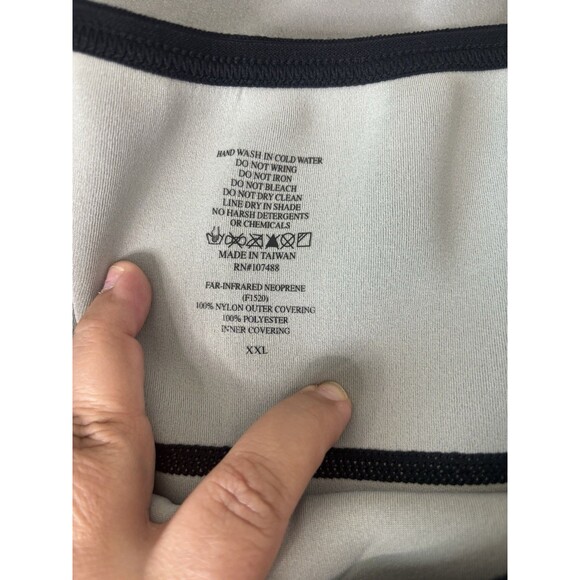 HAND WASH IN COLD WATER
DO NOT WRING
DO NOT IRON
DO NOT BLEACH
DO NOT DRY CLEAN
LINE DRY IN SHADE
NO HARSH DETERGENTS
OR CHEMICALS
MADE IN TAIWAN
RN#107488
FAR-INFRARED NEOPRENE
(F1520)
100% NYLON OUTER COVERING
100% POLYESTER
INNER COVERING
XXL